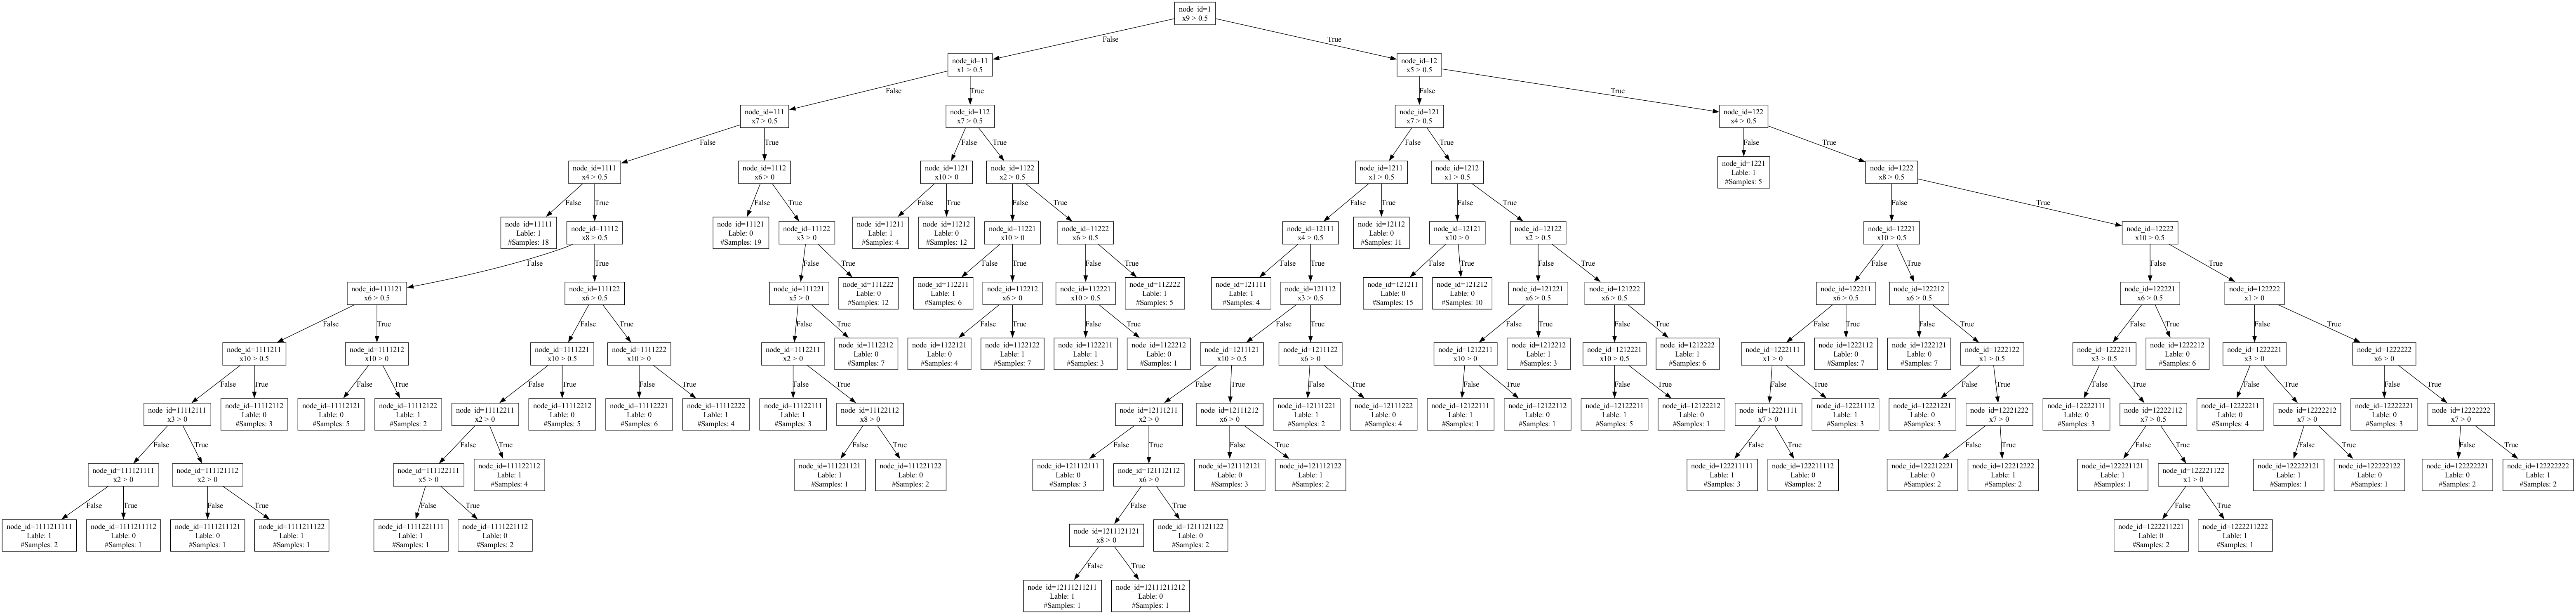 node_id=1
x9 > 0.5
False
True
node_id=11
x1 > 0.5
node_id=12
x5 > 0.5
False
True
False
True
node_id=111
x7 > 0.5
node_id=112
x7 > 0.5
node_id=121
x7 > 0.5
node_id=122
x4 > 0.5
False
True
False
True
False
True
False
True
node_id=1111
x4 > 0.5
node_id=1112
x6 > 0
node_id=1121
x10 > 0
node_id=1122
x2 > 0.5
node_id=1211
x1 > 0.5
node_id=1212
x1 > 0.5
node_id=1221
Lable: 1
#Samples: 5
node_id=1222
x8 > 0.5
False
True
False
True
False
True
False
True
False
True
False
True
False
True
node_id=11111
Lable: 1
#Samples: 18
node_id=11112
x8 > 0.5
node_id=11121
Lable: 0
#Samples: 19
node_id=11122
x3 > 0
node_id=11211
Lable: 1
#Samples: 4
node_id=11212
Lable: 0
#Samples: 12
node_id=11221
x10 > 0
node_id=11222
x6 > 0.5
node_id=12111
x4 > 0.5
node_id=12112
Lable: 0
#Samples: 11
node_id=12121
x10 > 0
node_id=12122
x2 > 0.5
node_id=12221
x10 > 0.5
node_id=12222
x10 > 0.5
False
True
False
True
False
True
False
True
False
True
False
True
False
True
False
True
False
True
node_id=111121
x6 > 0.5
node_id=111122
x6 > 0.5
node_id=111221
x5 > 0
node_id=111222
Lable: 0
#Samples: 12
node_id=112211
Lable: 1
#Samples: 6
node_id=112212
x6 > 0
node_id=112221
x10 > 0.5
node_id=112222
Lable: 1
#Samples: 5
node_id=121111
Lable: 1
#Samples: 4
node_id=121112
x3 > 0.5
node_id=121211
Lable: 0
#Samples: 15
node_id=121212
Lable: 0
#Samples: 10
node_id=121221
x6 > 0.5
node_id=121222
x6 > 0.5
node_id=122211
x6 > 0.5
node_id=122212
x6 > 0.5
node_id=122221
x6 > 0.5
node_id=122222
x1 > 0
False
True
False
True
False
True
False
True
False
True
False
True
False
True
False
True
False
True
False
True
False
True
False
True
node_id=1111211
x10 > 0.5
node_id=1111212
x10 > 0
node_id=1111221
x10 > 0.5
node_id=1111222
x10 > 0
node_id=1112211
x2 > 0
node_id=1112212
Lable: 0
#Samples: 7
node_id=1122121
Lable: 0
#Samples: 4
node_id=1122122
Lable: 1
#Samples: 7
node_id=1122211
Lable: 1
#Samples: 3
node_id=1122212
Lable: 0
#Samples: 1
node_id=1211121
x10 > 0.5
node_id=1211122
x6 > 0
node_id=1212211
x10 > 0
node_id=1212212
Lable: 1
#Samples: 3
node_id=1212221
x10 > 0.5
node_id=1212222
Lable: 1
#Samples: 6
node_id=1222111
x1 > 0
node_id=1222112
Lable: 0
#Samples: 7
node_id=1222121
Lable: 0
#Samples: 7
node_id=1222122
x1 > 0.5
node_id=1222211
x3 > 0.5
node_id=1222212
Lable: 0
#Samples: 6
node_id=1222221
x3 > 0
node_id=1222222
x6 > 0
False
True
False
True
False
True
False
True
False
True
False
True
False
True
False
True
False
True
False
True
False
True
False
True
False
True
False
True
node_id=11112111
x3 > 0
node_id=11112112
Lable: 0
#Samples: 3
node_id=11112121
Lable: 0
#Samples: 5
node_id=11112122
Lable: 1
#Samples: 2
node_id=11112211
x2 > 0
node_id=11112212
Lable: 0
#Samples: 5
node_id=11112221
Lable: 0
#Samples: 6
node_id=11112222
Lable: 1
#Samples: 4
node_id=11122111
Lable: 1
#Samples: 3
node_id=11122112
x8 > 0
node_id=12111211
x2 > 0
node_id=12111212
x6 > 0
node_id=12111221
Lable: 1
#Samples: 2
node_id=12111222
Lable: 0
#Samples: 4
node_id=12122111
Lable: 1
#Samples: 1
node_id=12122112
Lable: 0
#Samples: 1
node_id=12122211
Lable: 1
#Samples: 5
node_id=12122212
Lable: 0
#Samples: 1
node_id=12221111
x7 > 0
node_id=12221112
Lable: 1
#Samples: 3
node_id=12221221
Lable: 0
#Samples: 3
node_id=12221222
x7 > 0
node_id=12222111
Lable: 0
#Samples: 3
node_id=12222112
x7 > 0.5
node_id=12222211
Lable: 0
#Samples: 4
node_id=12222212
x7 > 0
node_id=12222221
Lable: 0
#Samples: 3
node_id=12222222
x7 > 0
False
True
False
True
False
True
False
True
False
True
False
True
False
True
False
True
False
True
False
True
False
True
node_id=111121111
x2 > 0
node_id=111121112
x2 > 0
node_id=111122111
x5 > 0
node_id=111122112
Lable: 1
#Samples: 4
node_id=111221121
Lable: 1
#Samples: 1
node_id=111221122
Lable: 0
#Samples: 2
node_id=121112111
Lable: 0
#Samples: 3
node_id=121112112
x6 > 0
node_id=121112121
Lable: 0
#Samples: 3
node_id=121112122
Lable: 1
#Samples: 2
node_id=122211111
Lable: 1
#Samples: 3
node_id=122211112
Lable: 0
#Samples: 2
node_id=122212221
Lable: 0
#Samples: 2
node_id=122212222
Lable: 1
#Samples: 2
node_id=122221121
Lable: 1
#Samples: 1
node_id=122221122
x1 > 0
node_id=122222121
Lable: 1
#Samples: 1
node_id=122222122
Lable: 0
#Samples: 1
node_id=122222221
Lable: 0
#Samples: 2
node_id=122222222
Lable: 1
#Samples: 2
False
True
False
True
False
True
False
True
False
True
node_id=1111211111
Lable: 1
#Samples: 2
node_id=1111211112
Lable: 0
#Samples: 1
node_id=1111211121
Lable: 0
#Samples: 1
node_id=1111211122
Lable: 1
#Samples: 1
node_id=1111221111
Lable: 1
#Samples: 1
node_id=1111221112
Lable: 0
#Samples: 2
node_id=1211121121
x8 > 0
node_id=1211121122
Lable: 0
#Samples: 2
node_id=1222211221
Lable: 0
#Samples: 2
node_id=1222211222
Lable: 1
#Samples: 1
False
True
node_id=12111211211
Lable: 1
#Samples: 1
node_id=12111211212
Lable: 0
#Samples: 1